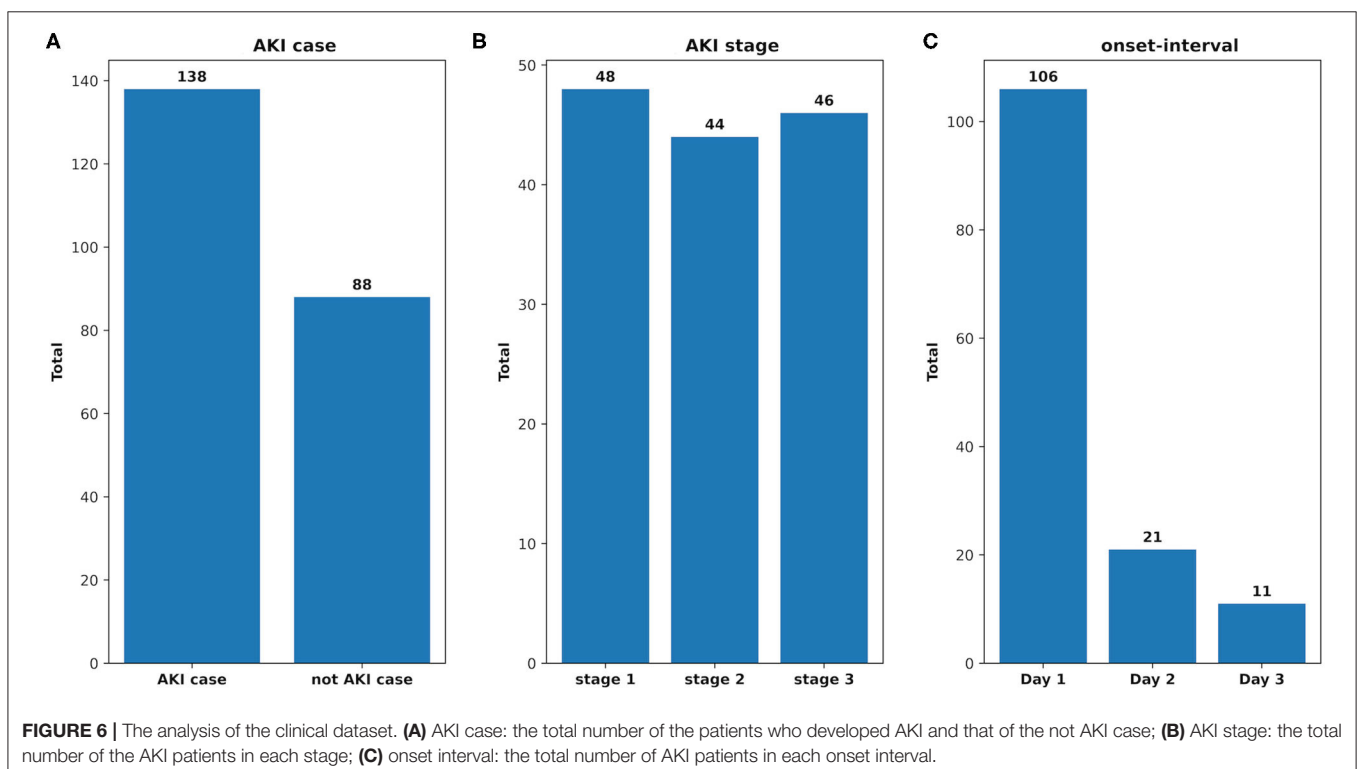 A
AKI case
140
120
100
80
60
40
20
0
Total
138
88
AKI case
not AKI case
B
AKI stage
50
40
30
20
10
0
Total
48
44
46
stage 1
stage 2
stage 3
C
onset-interval
100
80
60
40
20
0
Total
106
21
11
Day 1
Day 2
Day 3
FIGURE 6 | The analysis of the clinical dataset. (A) AKI case: the total number of the patients who developed AKI and that of the not AKI case; (B) AKI stage: the total
number of the AKI patients in each stage; (C) onset interval: the total number of AKI patients in each onset interval.